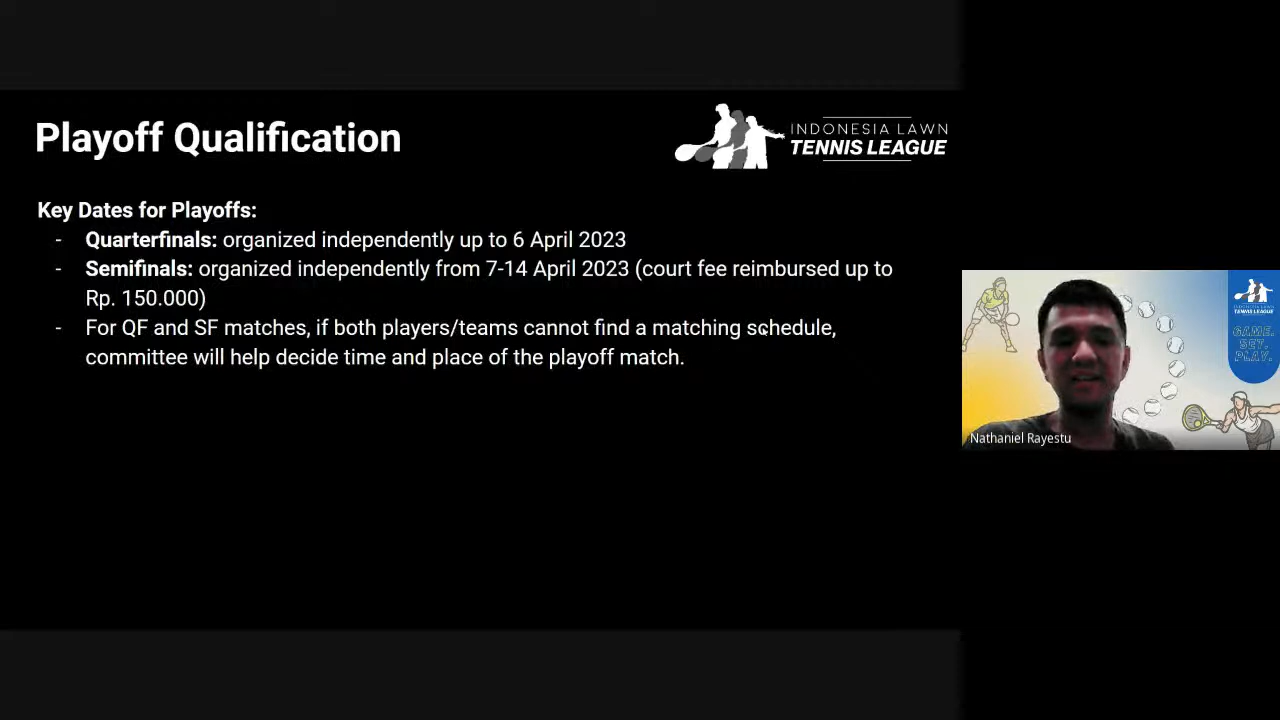 Playoff Qualification
INDONESIA LAWN
TENNIS LEAGUE
Key Dates for Playoffs:
- Quarterfinals: organized independently up to 6 April 2023
- Semifinals: organized independently from 7-14 April 2023 (court fee reimbursed up to
Rp. 150.000)
- For QF and SF matches, if both players/teams cannot find a matching schedule,
committee will help decide time and place of the playoff match.
TENNIS LEAGUE
GAME.
SET.
PLAY.
Nathaniel Rayestu